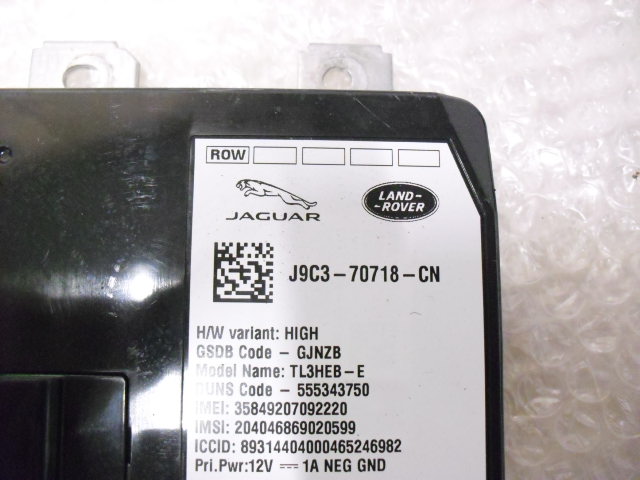 ROW
JAGUAR
LAND-
-ROVER
J9C3-70718-CN
H/W variant: HIGH
GSDB Code - GJNZB
Model Name: TL3HEB-E
DUNS Code - 555343750
IMEI: 35849207092220
IMSI: 204046869020599
ICCID: 89314404000465246982
Pri.Pwr:12V ⎓ 1A NEG GND